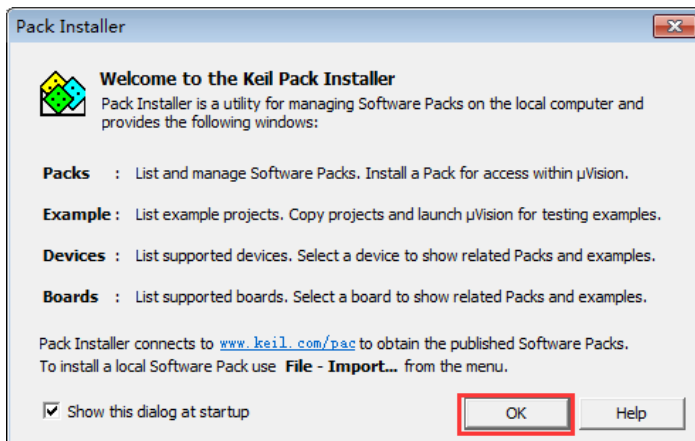 Pack Installer
Welcome to the Keil Pack Installer
Pack Installer is a utility for managing Software Packs on the local computer and
provides the following windows:
Packs : List and manage Software Packs. Install a Pack for access within µVision.
Example : List example projects. Copy projects and launch µVision for testing examples.
Devices : List supported devices. Select a device to show related Packs and examples.
Boards : List supported boards. Select a board to show related Packs and examples.
Pack Installer connects to www.keil.com/pac to obtain the published Software Packs.
To install a local Software Pack use File - Import... from the menu.
Show this dialog at startup
OK
Help